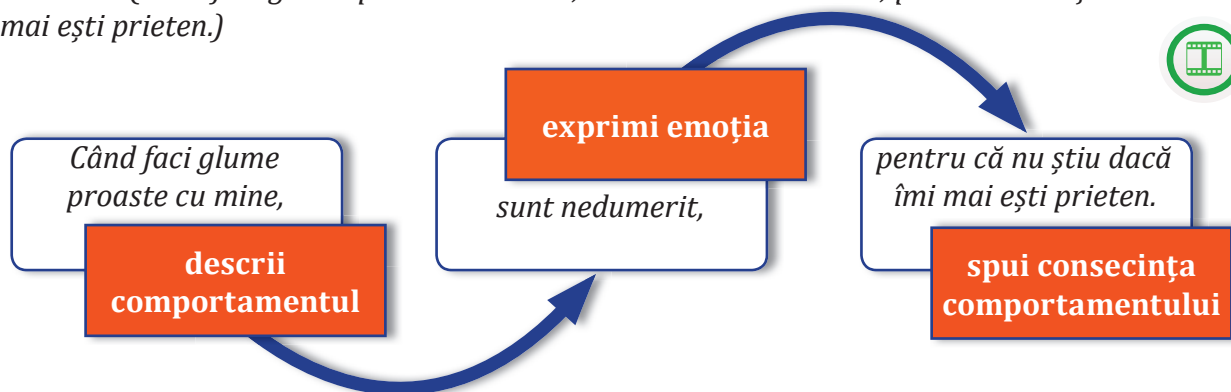 mai ești prieten.)
exprimi emoția
Când faci glume
proaste cu mine,
descrii
comportamentul
sunt nedumerit,
pentru că nu știu dacă
îmi mai ești prieten.
spui consecința
comportamentului